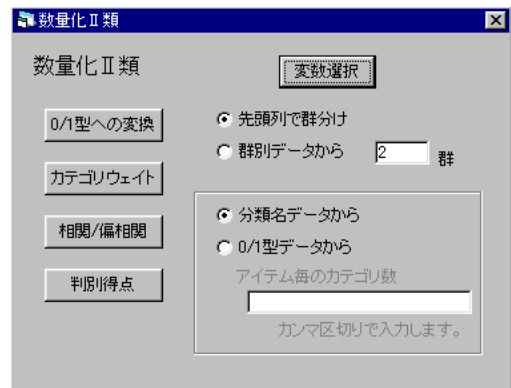 数量化Ⅱ類
数量化Ⅱ類
変数選択
0/1型への変換
先頭列で群分け
群別データから 2 群
カテゴリウェイト
分類名データから
相関/偏相関
0/1型データから
アイテム毎のカテゴリ数
判別得点
カンマ区切りで入力します。